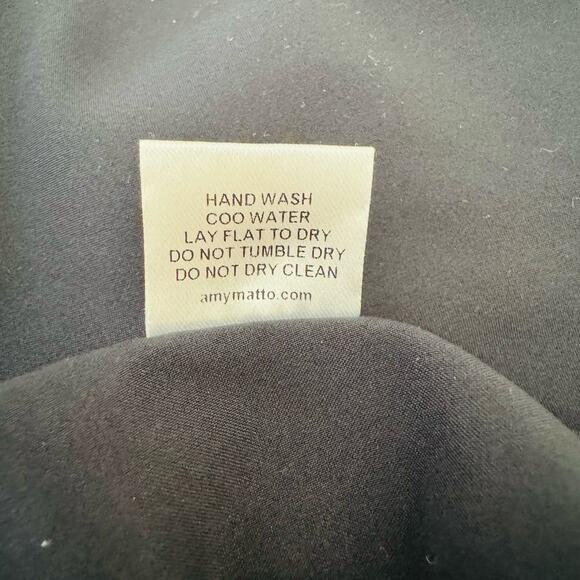 HAND WASH
COO WATER
LAY FLAT TO DRY
DO NOT TUMBLE DRY
DO NOT DRY CLEAN
amymatto.com